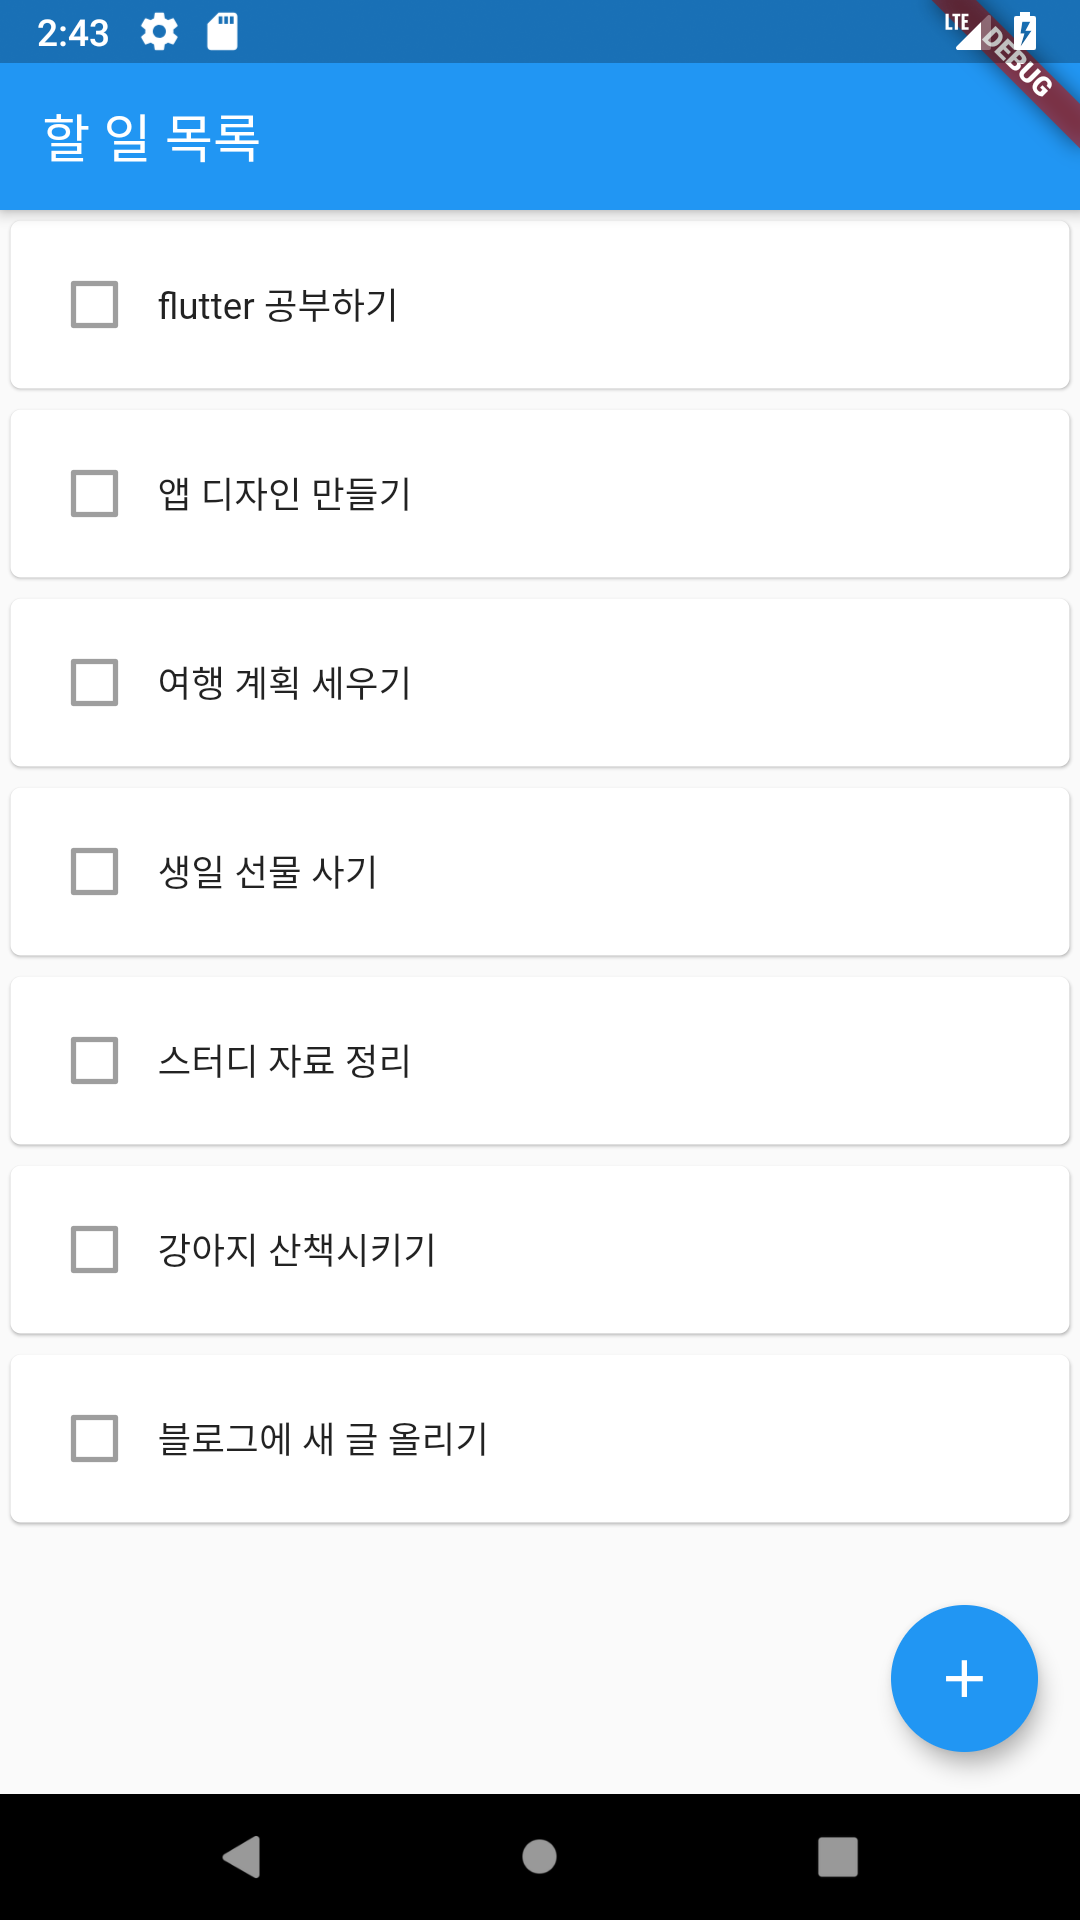 2:43
LTE
DEBUG
할 일 목록
flutter 공부하기
앱 디자인 만들기
여행 계획 세우기
생일 선물 사기
스터디 자료 정리
강아지 산책시키기
블로그에 새 글 올리기